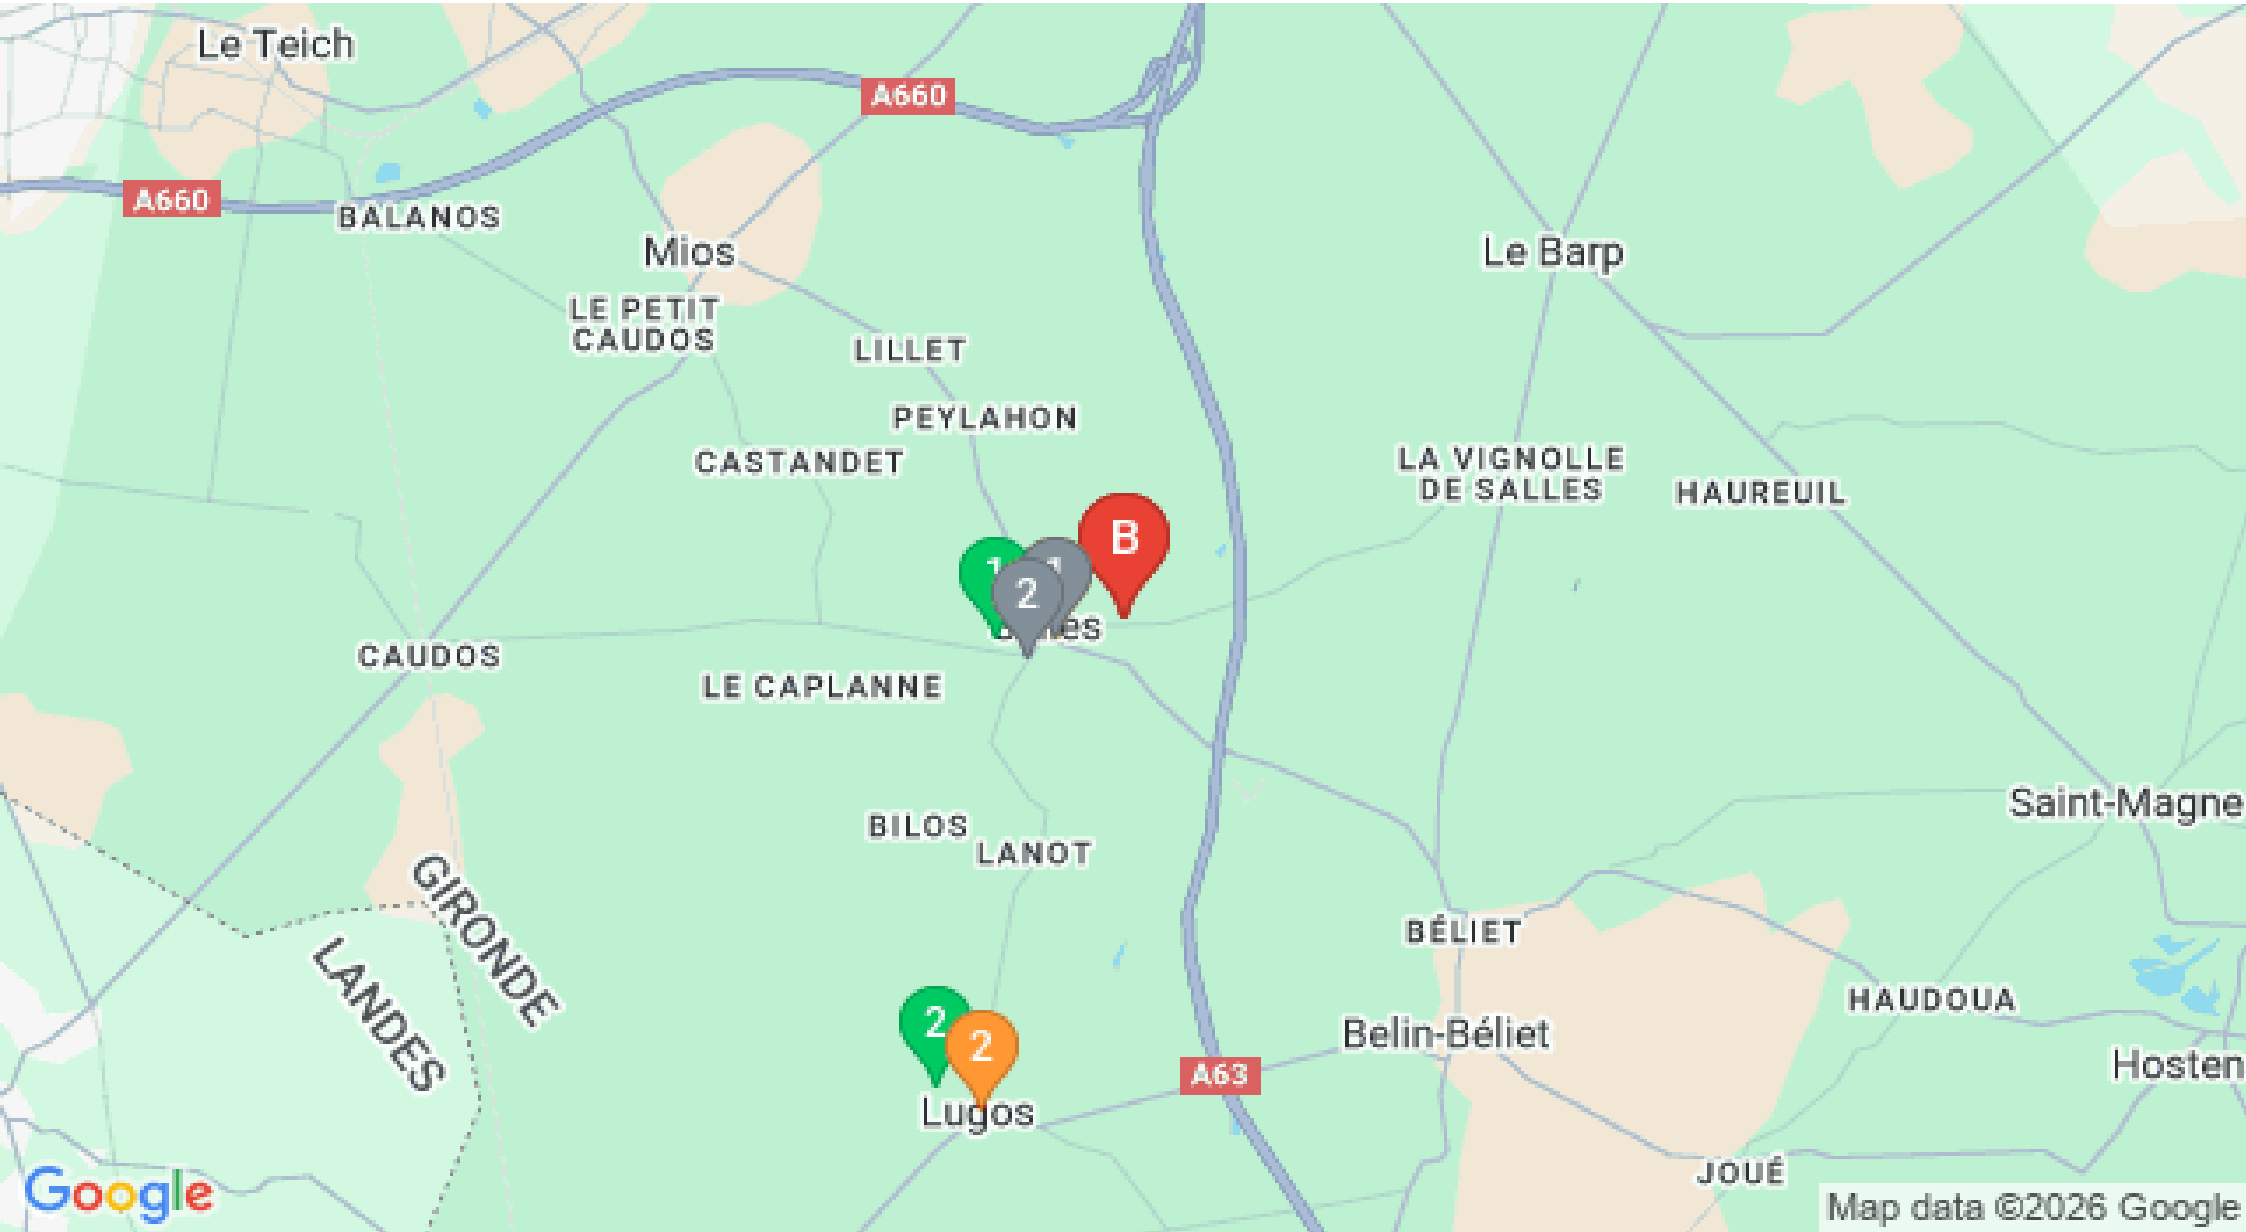 Le Teich
A660
A660
BALANOS
Mios
Le Barp
LE PETIT
CAUDOS
LILLET
PEYLAHON
CASTANDET
LA VIGNOLLE
DE SALLES
HAUREUIL
B
1
1
2
CAUDOS
LE CAPLANNE
BILOS
LANOT
Saint-Magne
GIRONDE
LANDES
BÉLIET
HAUDOUA
Belin-Béliet
2
2
A63
Hosten
Lugos
JOUÉ
Google
Map data ©2026 Google